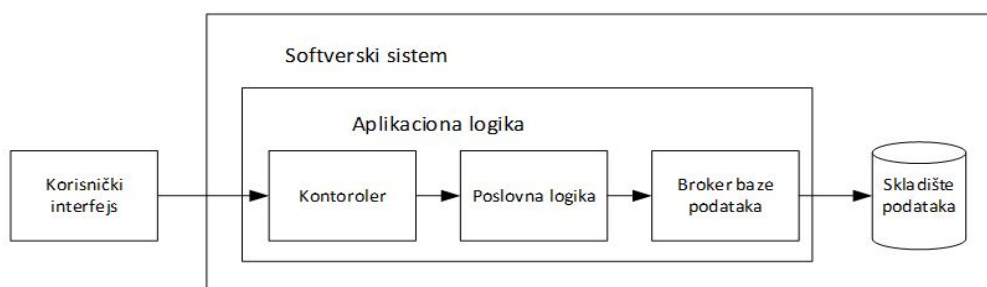 Softverski sistem
Aplikaciona logika
Korisnički
interfejs
Kontoroler
Poslovna logika
Broker baze
podataka
Skladište
podataka